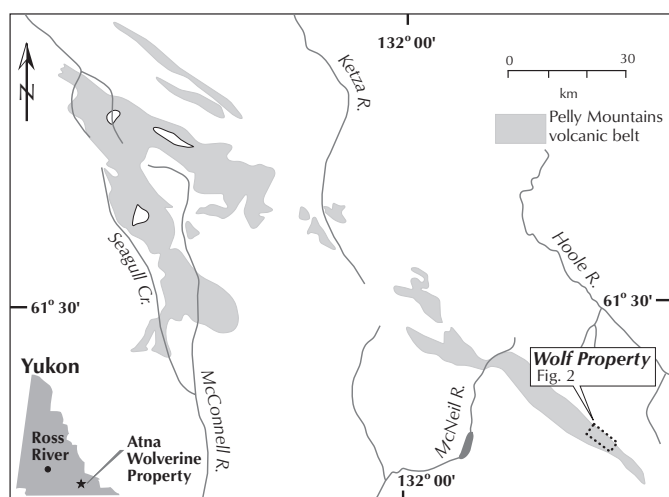 132° 00'
0 30
km
Pelly Mountains
volcanic belt
N
Ketza R.
Hoole R.
Seagull Cr.
61° 30'
61° 30'
McConnell R.
McNeil R.
Wolf Property
Fig. 2
Yukon
Ross
River
Atna
Wolverine
Property
132° 00'